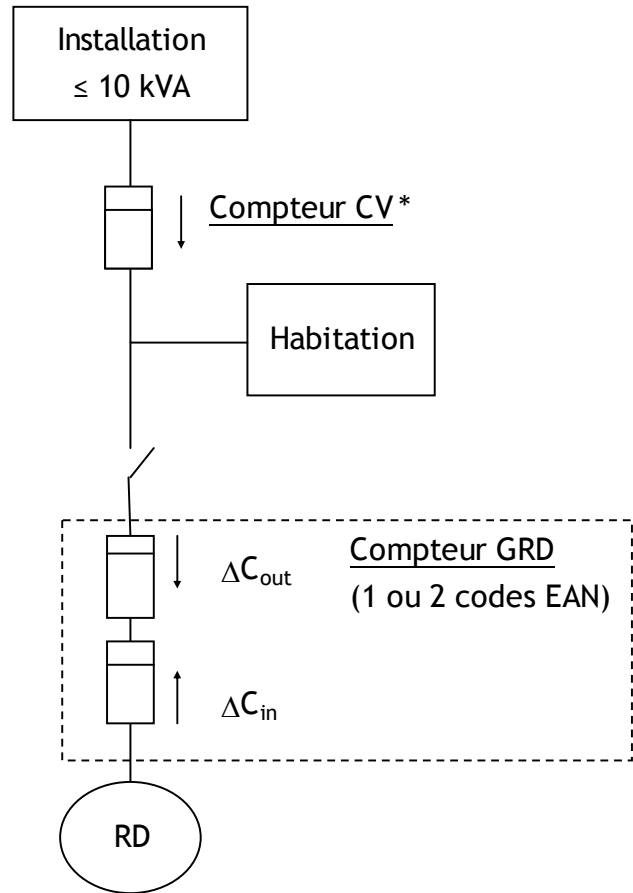 Installation
≤ 10 kVA
Compteur CV*
Habitation
Compteur GRD
(1 ou 2 codes EAN)
ΔCout
ΔCin
RD